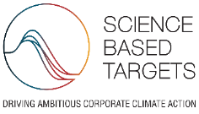 SCIENCE
BASED
TARGETS
DRIVING AMBITIOUS CORPORATE CLIMATE ACTION